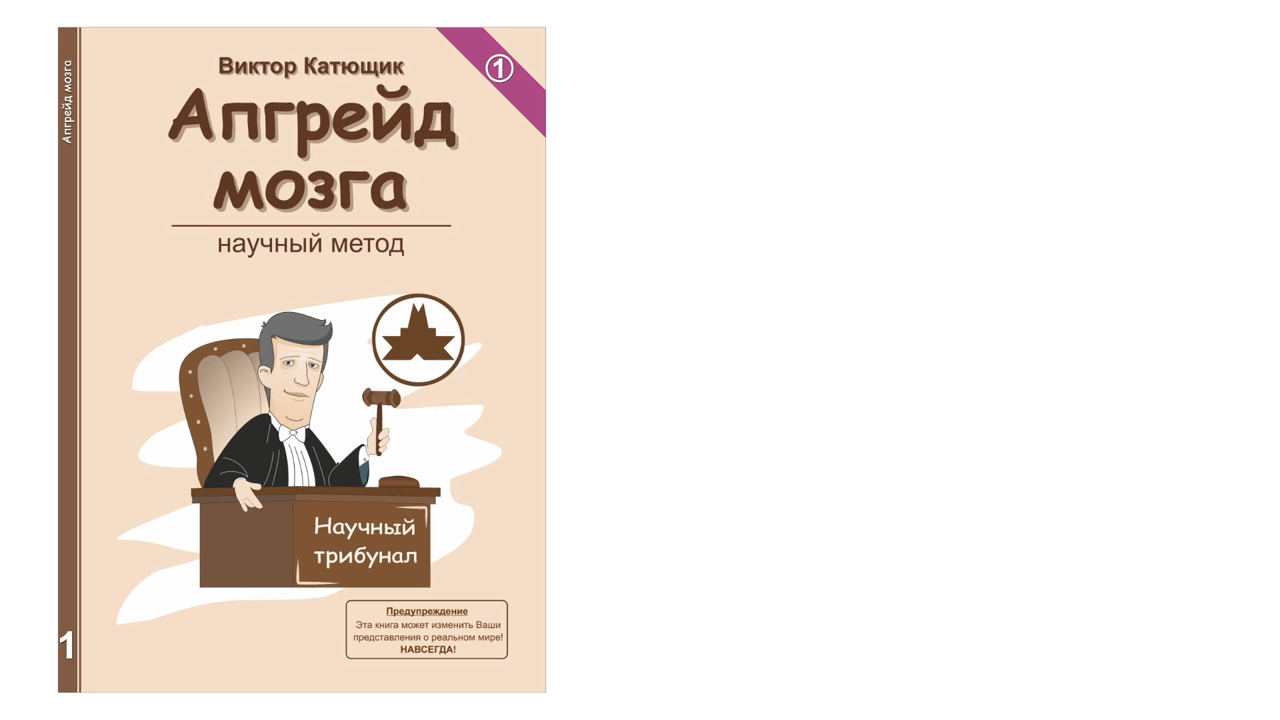 Виктор Катющик
Апгрейд
мозга
научный метод
1
Апгрейд мозга
Научный
трибунал
Предупреждение
Эта книга может изменить Ваши
представления о реальном мире!
НАВСЕГДА!
1